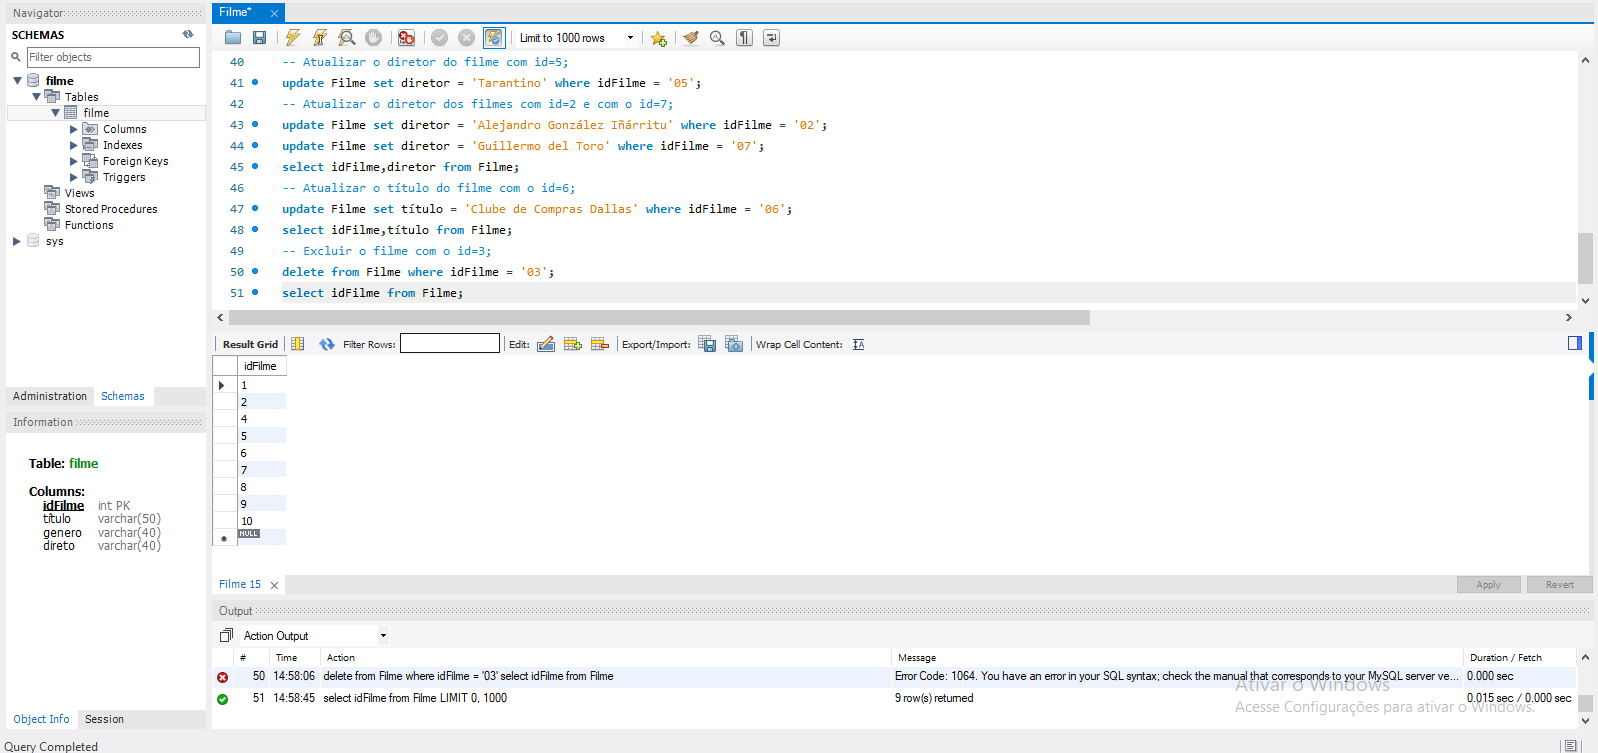 Navigator
SCHEMAS
Filter objects
filme
Tables
filme
Columns
Indexes
Foreign Keys
Triggers
Views
Stored Procedures
Functions
sys
Administration Schemas
Information
Table: filme
Columns:
idFilme int PK
título varchar(50)
genero varchar(40)
direto varchar(40)
Object Info Session
Query Completed
Filme*
Limit to 1000 rows
40 -- Atualizar o diretor do filme com id=5;
41 update Filme set diretor = 'Tarantino' where idFilme = '05';
42 -- Atualizar o diretor dos filmes com id=2 e com o id=7;
43 update Filme set diretor = 'Alejandro González Iñárritu' where idFilme = '02';
44 update Filme set diretor = 'Guillermo del Toro' where idFilme = '07';
45 select idFilme,diretor from Filme;
46 -- Atualizar o título do filme com o id=6;
47 update Filme set título = 'Clube de Compras Dallas' where idFilme = '06';
48 select idFilme,título from Filme;
49 -- Excluir o filme com o id=3;
50 delete from Filme where idFilme = '03';
51 select idFilme from Filme;
Result Grid Filter Rows: Edit: Export/Import: Wrap Cell Content:
idFilme
1
2
4
5
6
7
8
9
10
NULL
Filme 15 Apply Revert
Output
Action Output
# Time Action Message Duration / Fetch
50 14:58:06 delete from Filme where idFilme = '03' select idFilme from Filme Error Code: 1064. You have an error in your SQL syntax; check the manual that corresponds to your MySQL server ve... 0.000 sec
51 14:58:45 select idFilme from Filme LIMIT 0, 1000 9 row(s) returned 0.015 sec / 0.000 sec
Ativar o Windows
Acesse Configurações para ativar o Windows.